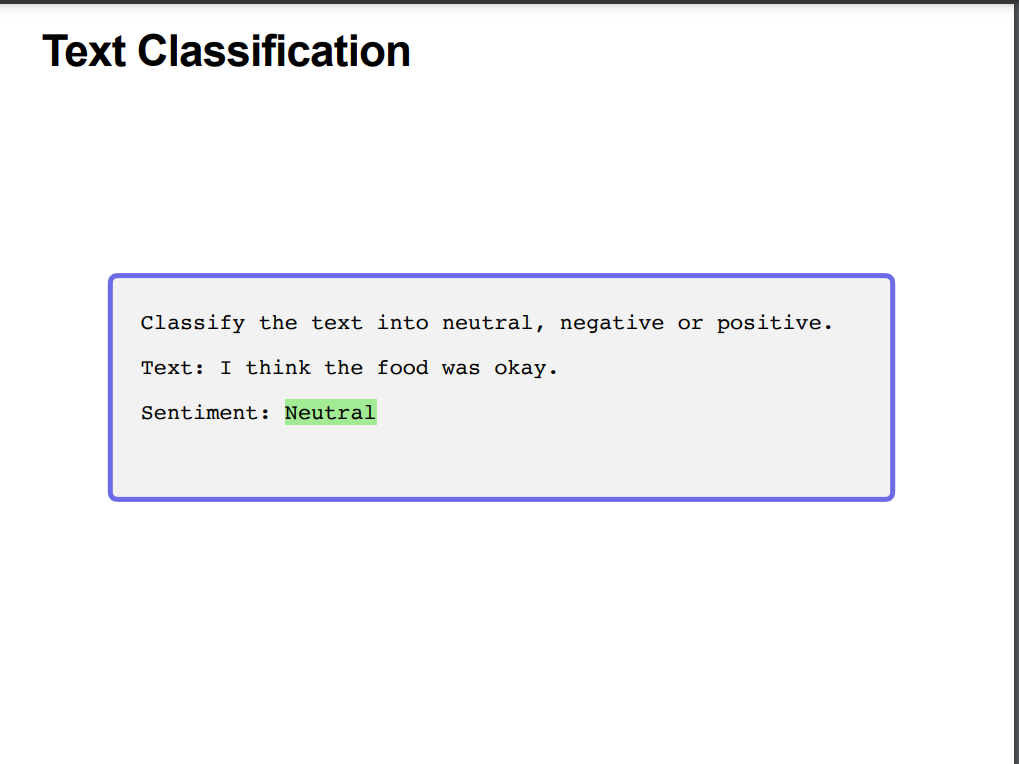 Text Classification
Classify the text into neutral, negative or positive.
Text: I think the food was okay.
Sentiment: Neutral